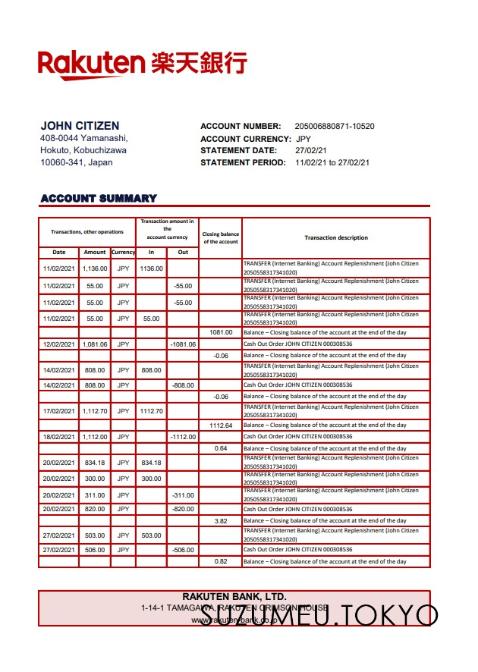 Rakuten 楽天銀行
JOHN CITIZEN
408-0044 Yamanashi,
Hokuto, Kobuchizawa
10060-341, Japan
ACCOUNT NUMBER: 205006880871-10520
ACCOUNT CURRENCY: JPY
STATEMENT DATE: 27/02/21
STATEMENT PERIOD: 11/02/21 to 27/02/21
ACCOUNT SUMMARY
Transactions, other operations
Transaction amount in
the
account currency
Closing balance
of the account
Transaction description
Date Amount Currency In Out
11/02/2021 1,136.00 JPY 1136.00 TRANSFER (Internet Banking) Account Replenishment (John Citizen
2050558317341020)
11/02/2021 55.00 JPY -55.00 TRANSFER (Internet Banking) Account Replenishment (John Citizen
2050558317341020)
11/02/2021 55.00 JPY -55.00 TRANSFER (Internet Banking) Account Replenishment (John Citizen
2050558317341020)
11/02/2021 55.00 JPY 55.00 TRANSFER (Internet Banking) Account Replenishment (John Citizen
2050558317341020)
1081.00 Balance – Closing balance of the account at the end of the day
12/02/2021 1,081.06 JPY -1081.06 Cash Out Order JOHN CITIZEN 000308536
-0.06 Balance – Closing balance of the account at the end of the day
14/02/2021 808.00 JPY 808.00 TRANSFER (Internet Banking) Account Replenishment (John Citizen
2050558317341020)
14/02/2021 808.00 JPY -808.00 Cash Out Order JOHN CITIZEN 000308536
-0.06 Balance – Closing balance of the account at the end of the day
17/02/2021 1,112.70 JPY 1112.70 TRANSFER (Internet Banking) Account Replenishment (John Citizen
2050558317341020)
1112.64 Balance – Closing balance of the account at the end of the day
18/02/2021 1,112.00 JPY -1112.00 Cash Out Order JOHN CITIZEN 000308536
0.64 Balance – Closing balance of the account at the end of the day
20/02/2021 834.18 JPY 834.18 TRANSFER (Internet Banking) Account Replenishment (John Citizen
2050558317341020)
20/02/2021 300.00 JPY 300.00 TRANSFER (Internet Banking) Account Replenishment (John Citizen
2050558317341020)
20/02/2021 311.00 JPY -311.00 TRANSFER (Internet Banking) Account Replenishment (John Citizen
2050558317341020)
20/02/2021 820.00 JPY -820.00 Cash Out Order JOHN CITIZEN 000308536
3.82 Balance – Closing balance of the account at the end of the day
27/02/2021 503.00 JPY 503.00 TRANSFER (Internet Banking) Account Replenishment (John Citizen
2050558317341020)
27/02/2021 506.00 JPY -506.00 Cash Out Order JOHN CITIZEN 000308536
0.82 Balance – Closing balance of the account at the end of the day
RAKUTEN BANK, LTD.
1-14-1 TAMAGAWA, RAKUTEN CRIMSON HOUSE
www.rakuten-bank.co.jp
SUZUMEU.TOKYO